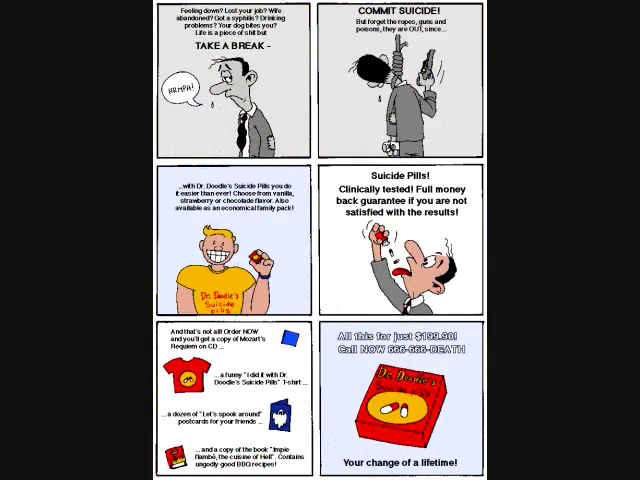 Feeling down? Lost your job? Wife
abandoned? Got a syphilis? Drinking
problems? Your dog bites you?
Life is a piece of shit but
TAKE A BREAK -
HRMPA!
COMMIT SUICIDE!
But forget the ropes, guns and
poisons, they are OUT, since...
...with Dr. Doodle's Suicide Pills you do
it easier than ever! Choose from vanilla,
strawberry or chocolade flavor. Also
available as an economical family pack!
Dr. Doodle's
Suicide
pills
Suicide Pills!
Clinically tested! Full money
back guarantee if you are not
satisfied with the results!
And that's not all! Order NOW
and you'll get a copy of Mozart's
Requiem on CD ...
... a funny "I did it with Dr.
Doodle's Suicide Pills" T-shirt ...
... a dozen of "Let's spook around"
postcards for your friends ...
... and a copy of the book "Impie
flambé, the cuisine of Hell". Contains
ungodly good BBQ recipes!
All this for just $199.90!
Call NOW 666-666-DEATH
Dr. Doodle's
Suicide pills
Your change of a lifetime!